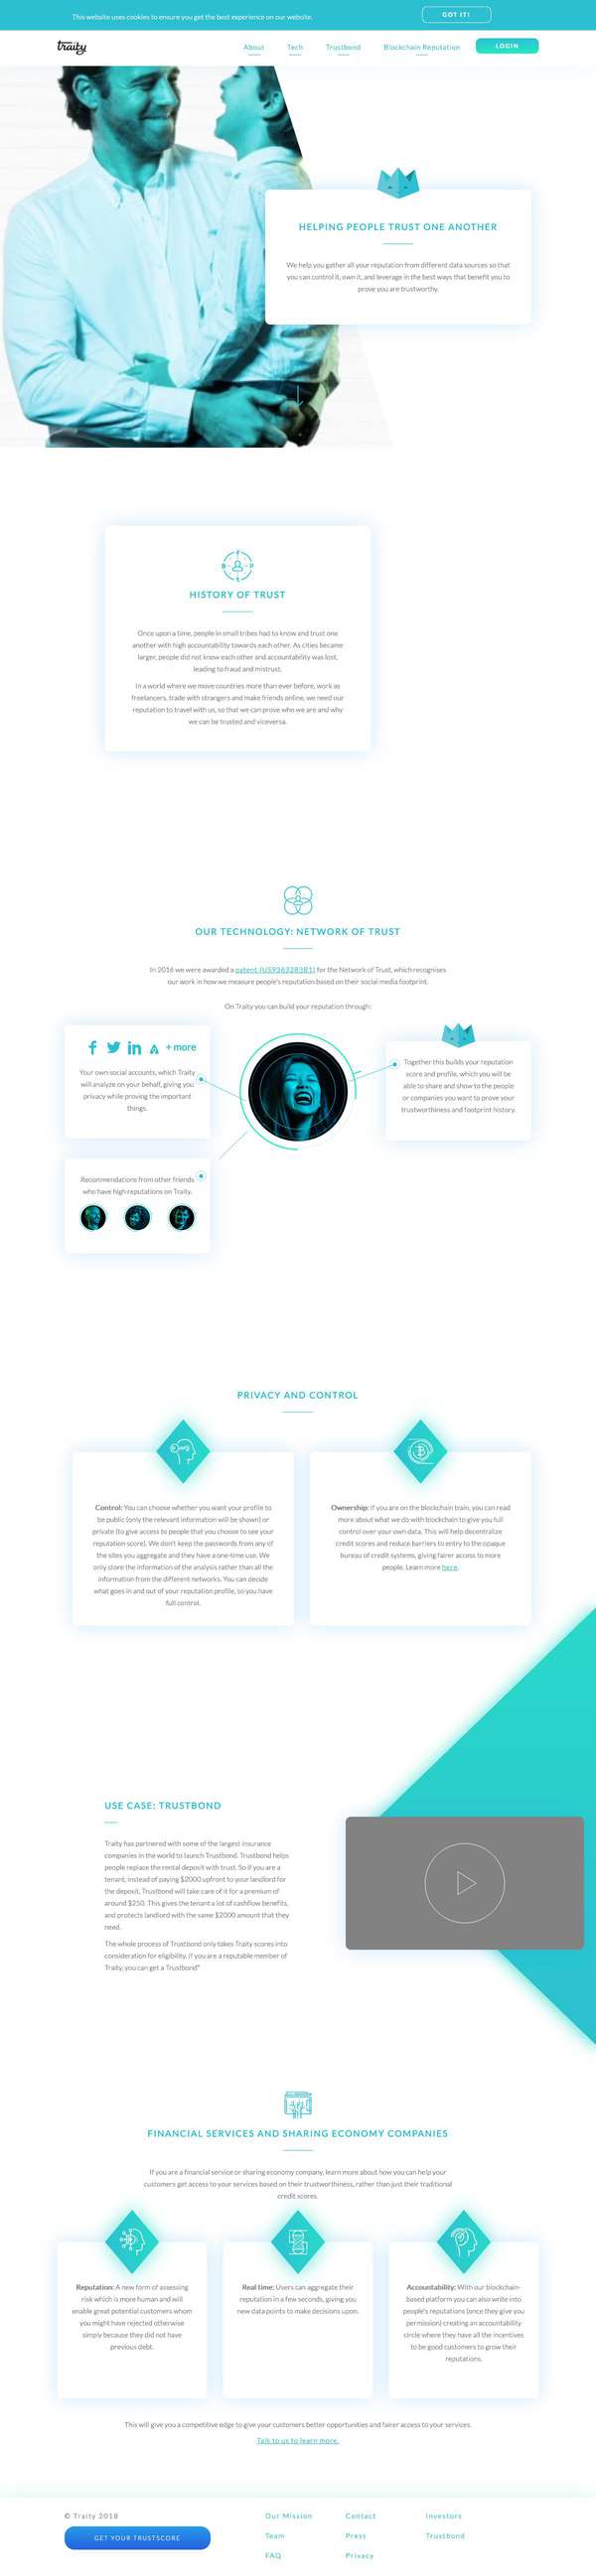 This website uses cookies to ensure you get the best experience on our website.
GOT IT!
traity
About
Tech
Trustbond
Blockchain Reputation
LOGIN
HELPING PEOPLE TRUST ONE ANOTHER
We help you gather all your reputation from different data sources so that
you can control it, own it, and leverage in the best ways that benefit you to
prove you are trustworthy.
HISTORY OF TRUST
Once upon a time, people in small tribes had to know and trust one
another with high accountability towards each other. As cities became
larger, people did not know each other and accountability was lost,
leading to fraud and mistrust.
In a world where we move countries more than ever before, work as
freelancers, trade with strangers and make friends online, we need our
reputation to travel with us, so that we can prove who we are and why
we can be trusted and viceversa.
OUR TECHNOLOGY: NETWORK OF TRUST
In 2016 we were awarded a patent (US9363283B1) for the Network of Trust, which recognises
our work in how we measure people's reputation based on their social media footprint.
On Traity you can build your reputation through:
+ more
Your own social accounts, which Traity
will analyze on your behalf, giving you
privacy while proving the important
things.
Together this builds your reputation
score and profile, which you will be
able to share and show to the people
or companies you want to prove your
trustworthiness and footprint history.
Recommendations from other friends
who have high reputations on Traity.
PRIVACY AND CONTROL
Control: You can choose whether you want your profile to
be public (only the relevant information will be shown) or
private (to give access to people that you choose to see your
reputation score). We don't keep the passwords from any of
the sites you aggregate and they have a one-time use. We
only store the information of the analysis rather than all the
information from the different networks. You can decide
what goes in and out of your reputation profile, so you have
full control.
Ownership: If you are on the blockchain train, you can read
more about what we do with blockchain to give you full
control over your own data. This will help decentralize
credit scores and reduce barriers to entry to the opaque
bureau of credit systems, giving fairer access to more
people. Learn more here.
USE CASE: TRUSTBOND
Traity has partnered with some of the largest insurance
companies in the world to launch Trustbond. Trustbond helps
people replace the rental deposit with trust. So if you are a
tenant, instead of paying $2000 upfront to your landlord for
the deposit, Trustbond will take care of it for a premium of
around $250. This gives the tenant a lot of cashflow benefits,
and protects landlord with the same $2000 amount that they
need.
The whole process of Trustbond only takes Traity scores into
consideration for eligibility. If you are a reputable member of
Traity, you can get a Trustbond*
FINANCIAL SERVICES AND SHARING ECONOMY COMPANIES
If you are a financial service or sharing economy company, learn more about how you can help your
customers get access to your services based on their trustworthiness, rather than just their traditional
credit scores.
Reputation: A new form of assessing
risk which is more human and will
enable great potential customers whom
you might have rejected otherwise
simply because they did not have
previous debt.
Real time: Users can aggregate their
reputation in a few seconds, giving you
new data points to make decisions upon.
Accountability: With our blockchain-
based platform you can also write into
people's reputations (once they give you
permission) creating an accountability
circle where they have all the incentives
to be good customers to grow their
reputations.
This will give you a competitive edge to give your customers better opportunities and fairer access to your services.
Talk to us to learn more.
© Traity 2018
GET YOUR TRUSTSCORE
Our Mission
Team
FAQ
Contact
Press
Privacy
Investors
Trustbond